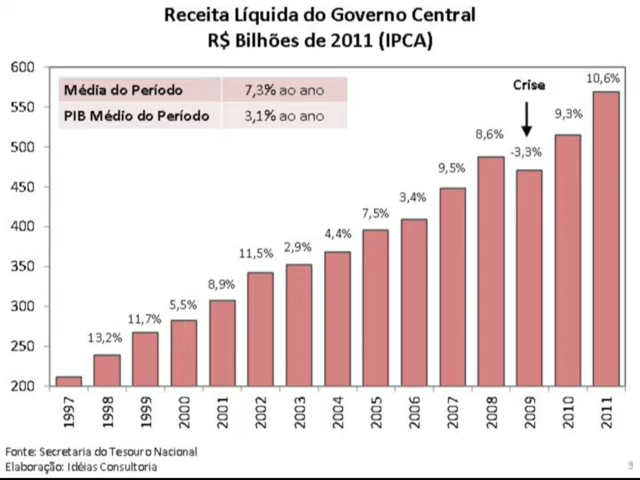 Receita Líquida do Governo Central
R$ Bilhões de 2011 (IPCA)
Média do Período 7,3% ao ano
PIB Médio do Período 3,1% ao ano
Crise
600
550
500
450
400
350
300
250
200
13,2%
11,7%
5,5%
8,9%
11,5%
2,9%
4,4%
7,5%
3,4%
9,5%
8,6%
-3,3%
9,3%
10,6%
1997 1998 1999 2000 2001 2002 2003 2004 2005 2006 2007 2008 2009 2010 2011
Fonte: Secretaria do Tesouro Nacional
Elaboração: Idéias Consultoria